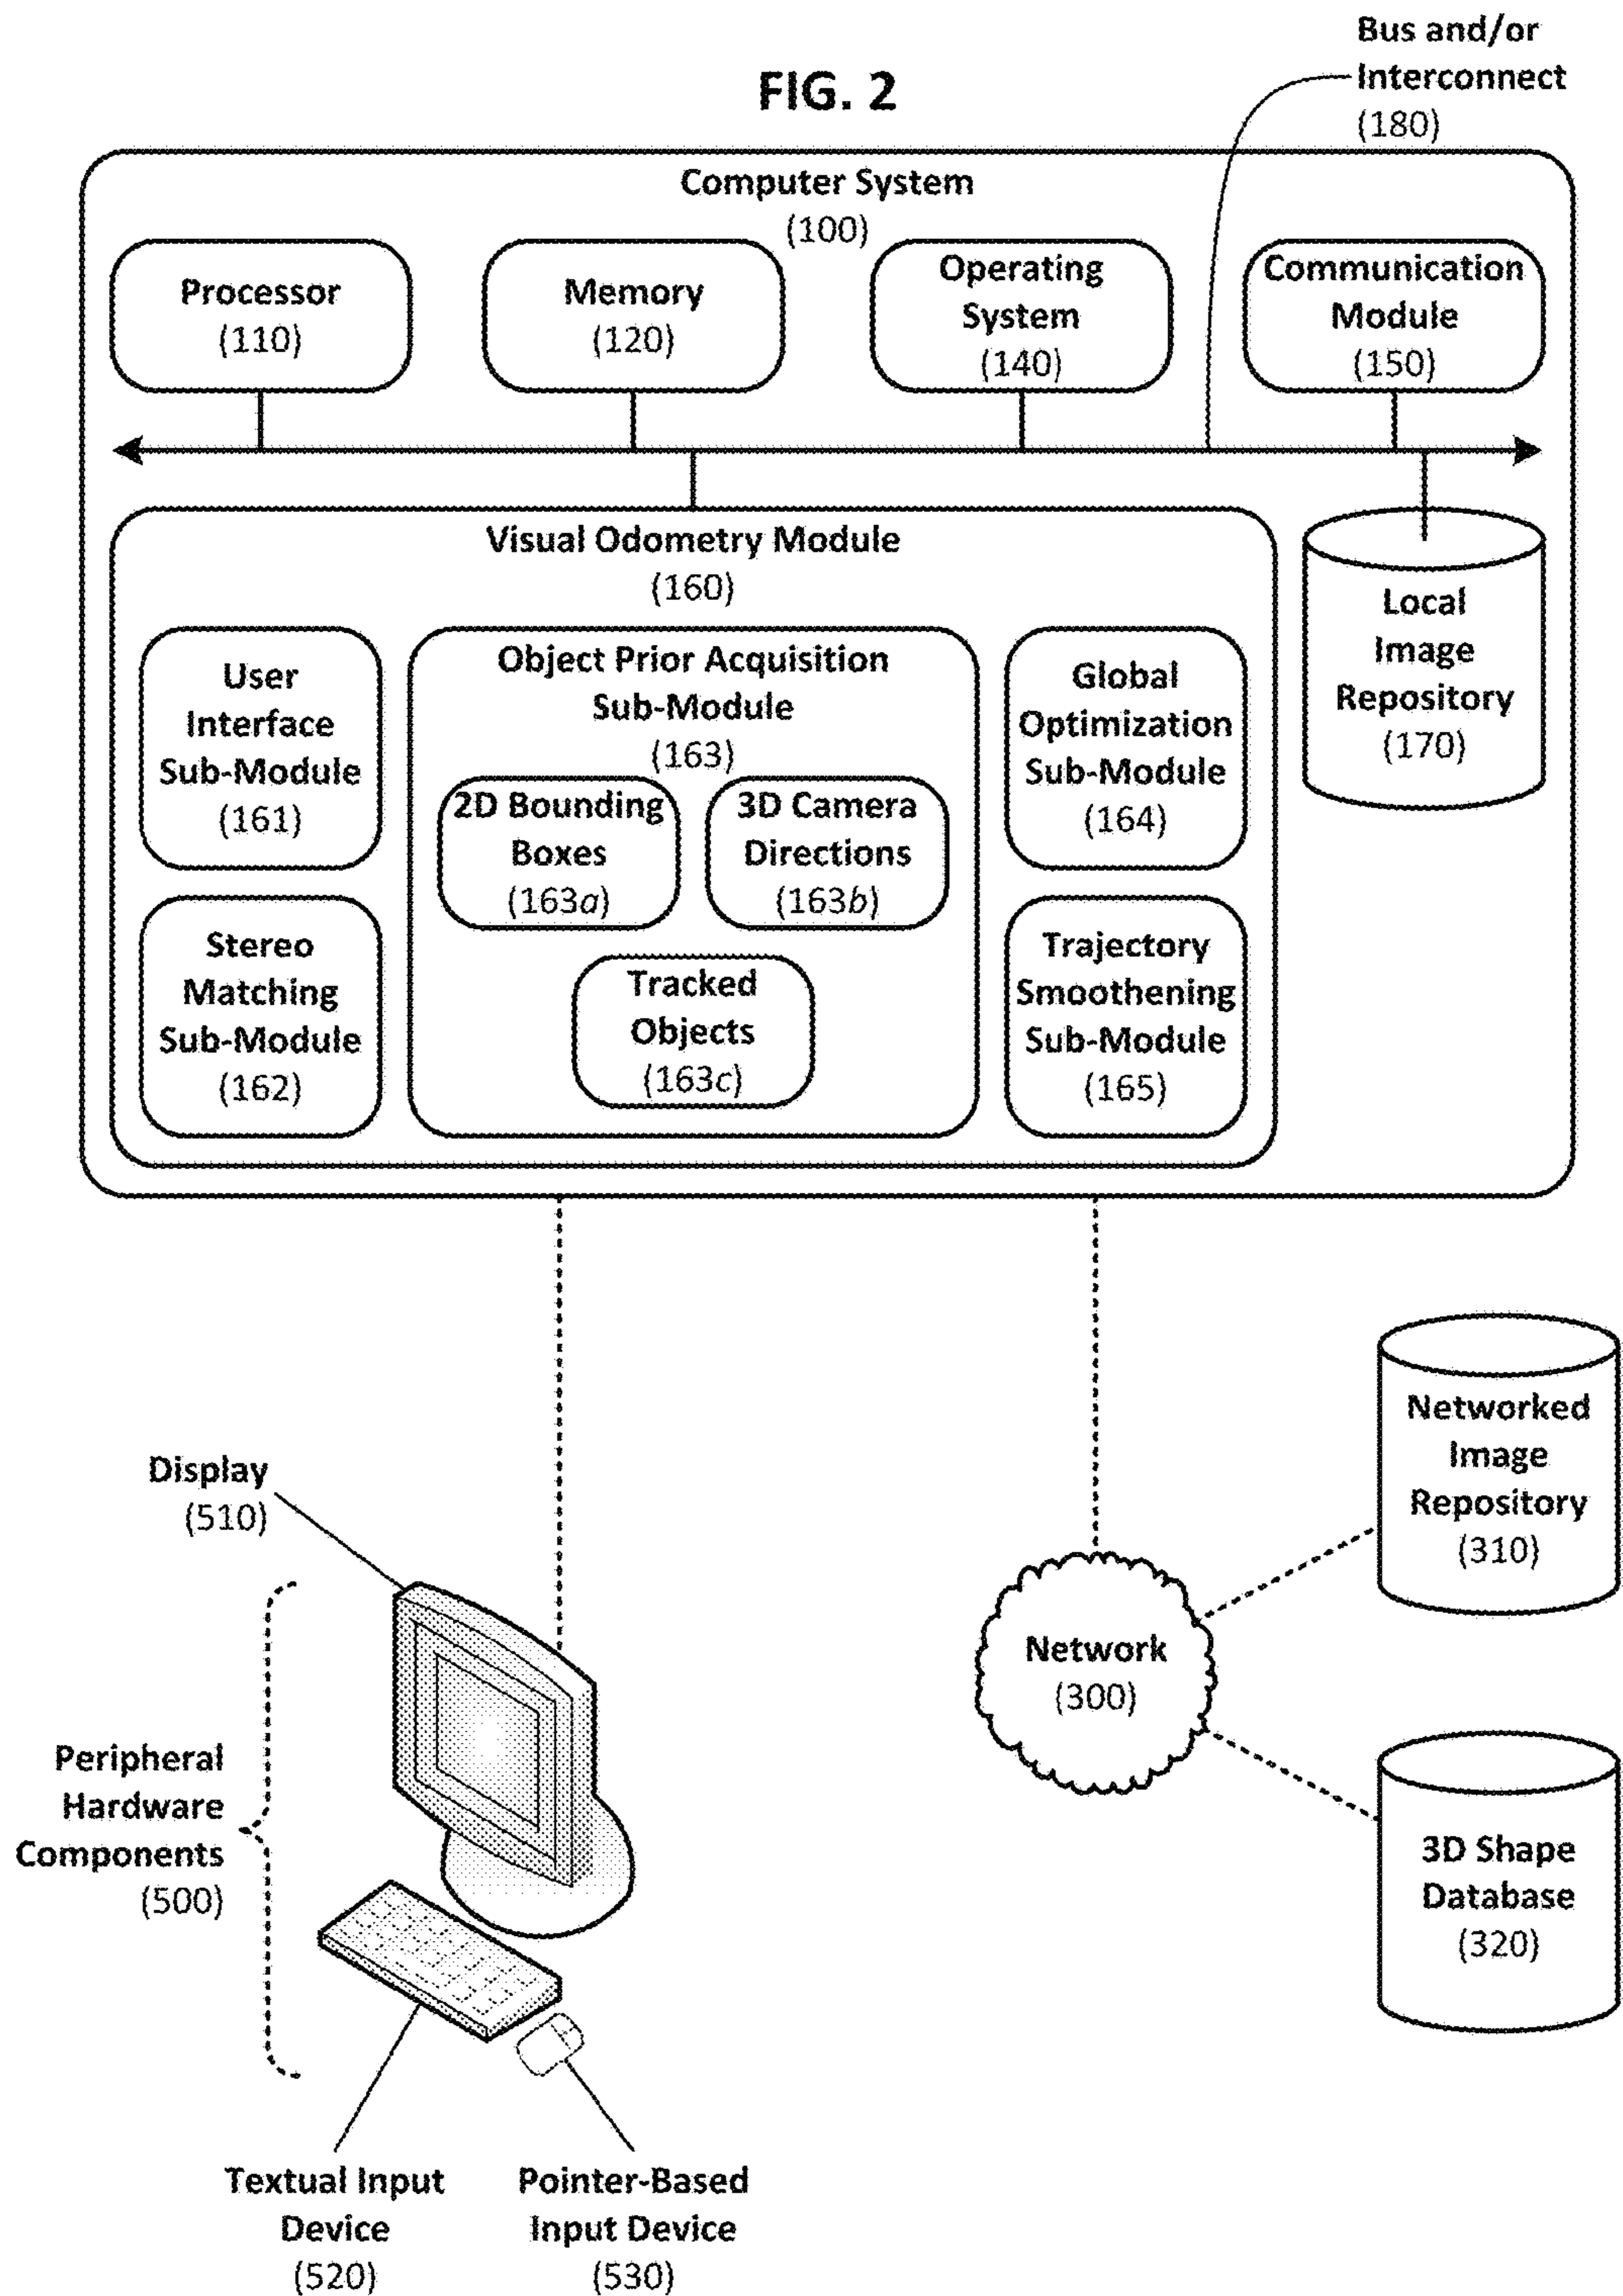 Bus and/or
Interconnect
(180)
FIG. 2
Computer System
(100)
Processor
(110)
Memory
(120)
Operating
System
(140)
Communication
Module
(150)
Visual Odometry Module
(160)
User
Interface
Sub-Module
(161)
Object Prior Acquisition
Sub-Module
(163)
2D Bounding
Boxes
(163a)
3D Camera
Directions
(163b)
Tracked
Objects
(163c)
Global
Optimization
Sub-Module
(164)
Local
Image
Repository
(170)
Stereo
Matching
Sub-Module
(162)
Trajectory
Smoothening
Sub-Module
(165)
Display
(510)
Peripheral
Hardware
Components
(500)
Textual Input
Device
(520)
Pointer-Based
Input Device
(530)
Network
(300)
Networked
Image
Repository
(310)
3D Shape
Database
(320)